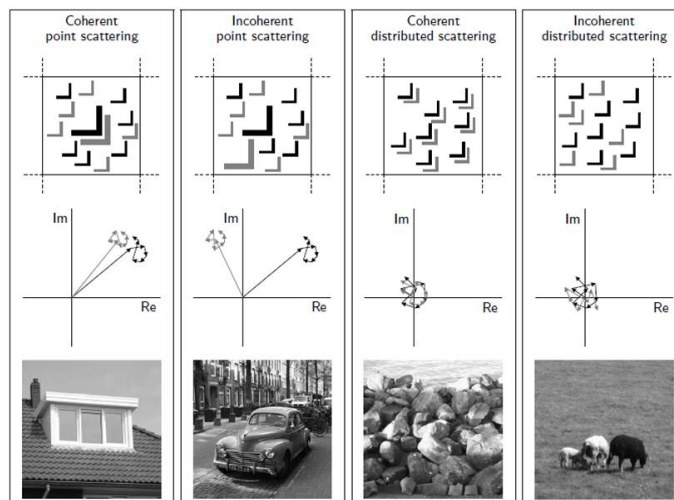 Coherent
point scattering
Incoherent
point scattering
Coherent
distributed scattering
Incoherent
distributed scattering
Im
Re
Im
Re
Im
Re
Im
Re